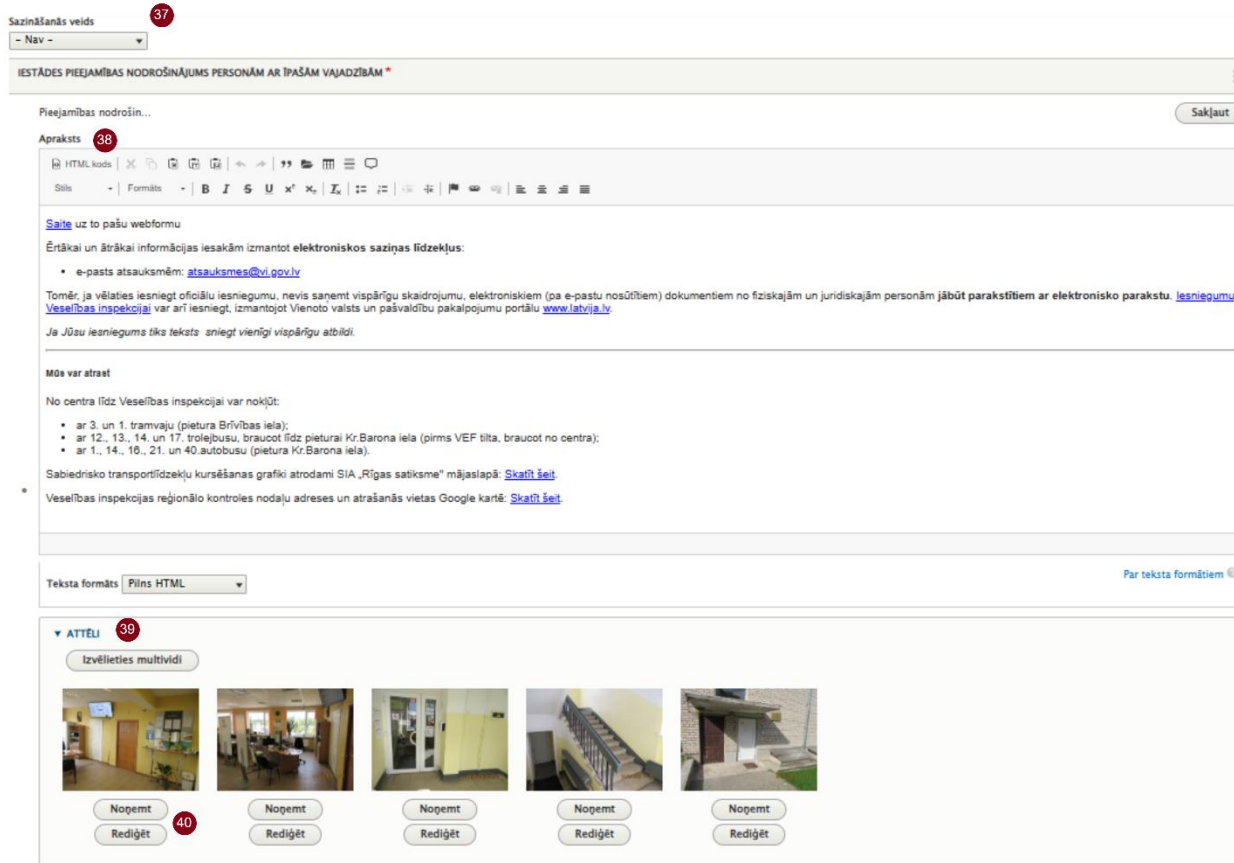 Sazināšanās veids
37
- Nav -
IESTĀDES PIEEJAMĪBAS NODROŠINĀJUMS PERSONĀM AR ĪPAŠĀM VAJADZĪBĀM *
Pieejamības nodrošin...
Sakļaut
Apraksts 38
HTML kods
Stils Formāts B I S U x² x₂ Tx
Saite uz to pašu webformu
Ērtākai un ātrākai informācijas iesakām izmantot elektroniskos saziņas līdzekļus:
• e-pasts atsauksmēm: atsauksmes@vi.gov.lv
Tomēr, ja vēlaties iesniegt oficiālu iesniegumu, nevis saņemt vispārīgu skaidrojumu, elektroniskiem (pa e-pastu nosūtītiem) dokumentiem no fiziskajām un juridiskajām personām jābūt parakstītiem ar elektronisko parakstu. Iesniegumu
Veselības inspekcijai var arī iesniegt, izmantojot Vienoto valsts un pašvaldību pakalpojumu portālu www.latvija.lv.
Ja Jūsu iesniegums tiks teksts sniegt vienīgi vispārīgu atbildi.
Mūs var atrast
No centra līdz Veselības inspekcijai var nokļūt:
• ar 3. un 1. tramvaju (pietura Brīvības iela);
• ar 12., 13., 14. un 17. trolejbusu, braucot līdz pieturai Kr.Barona iela (pirms VEF tilta, braucot no centra);
• ar 1., 14., 16., 21. un 40.autobusu (pietura Kr.Barona iela).
Sabiedrisko transportlīdzekļu kursēšanas grafiki atrodami SIA „Rīgas satiksme" mājaslapā: Skatīt šeit.
Veselības inspekcijas reģionālo kontroles nodaļu adreses un atrašanās vietas Google kartē: Skatīt šeit.
Teksta formāts Pilns HTML
Par teksta formātiem
ATTĒLI 39
Izvēlieties multividi
Noņemt Noņemt Noņemt Noņemt Noņemt
40
Rediģēt Rediģēt Rediģēt Rediģēt Rediģēt